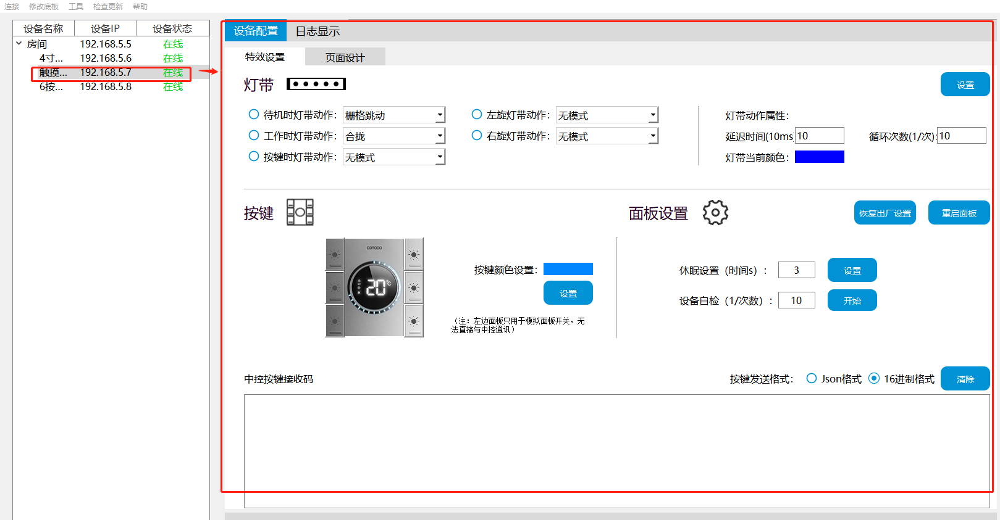 连接 修改底板 工具 检查更新 帮助
设备名称 设备IP 设备状态
房间 192.168.5.5 在线
4寸... 192.168.5.6 在线
触摸... 192.168.5.7 在线
6按... 192.168.5.8 在线
设备配置 日志显示
特效设置 页面设计
灯带
设置
待机时灯带动作： 栅格跳动 左旋灯带动作： 无模式 灯带动作属性：
工作时灯带动作： 合拢 右旋灯带动作： 无模式 延迟时间(10ms 10 循环次数(1/次): 10
按键时灯带动作： 无模式 灯带当前颜色：
按键 面板设置 恢复出厂设置 重启面板
COTODO
20°C
按键颜色设置：
设置
（注：左边面板只用于模拟面板开关，无
法直接与中控通讯）
休眠设置（时间s）： 3 设置
设备自检（1/次数）： 10 开始
中控按键接收码 按键发送格式： Json格式 16进制格式 清除